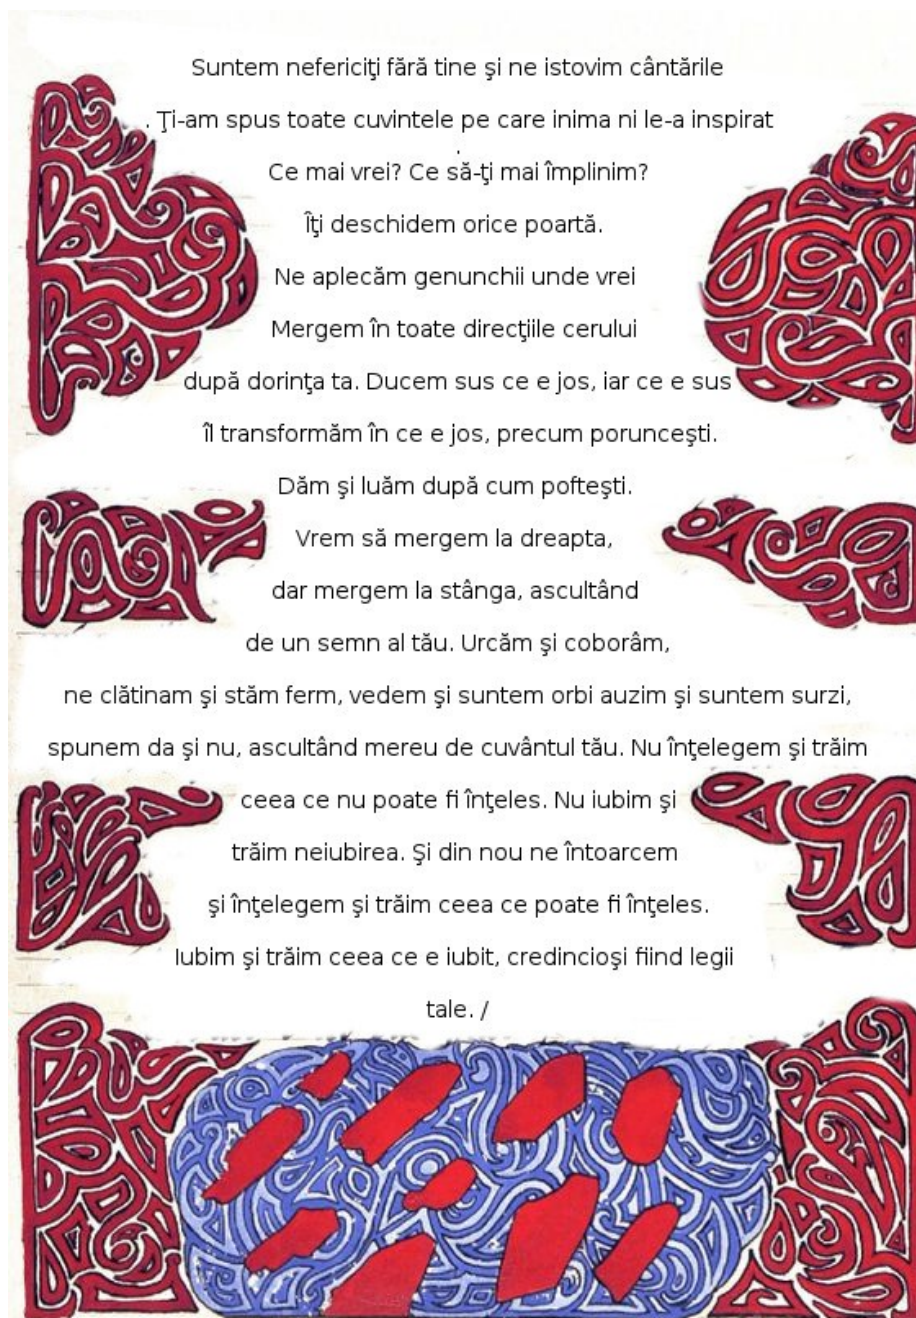 Suntem nefericiţi fără tine şi ne istovim cântările
. Ţi-am spus toate cuvintele pe care inima ni le-a inspirat
.
Ce mai vrei? Ce să-ţi mai împlinim?
Îţi deschidem orice poartă.
Ne aplecăm genunchii unde vrei
Mergem în toate direcţiile cerului
după dorinţa ta. Ducem sus ce e jos, iar ce e sus
îl transformăm în ce e jos, precum porunceşti.
Dăm şi luăm după cum pofteşti.
Vrem să mergem la dreapta,
dar mergem la stânga, ascultând
de un semn al tău. Urcăm şi coborâm,
ne clătinam şi stăm ferm, vedem şi suntem orbi auzim şi suntem surzi,
spunem da şi nu, ascultând mereu de cuvântul tău. Nu înţelegem şi trăim
ceea ce nu poate fi înţeles. Nu iubim şi
trăim neiubirea. Şi din nou ne întoarcem
şi înţelegem şi trăim ceea ce poate fi înţeles.
Iubim şi trăim ceea ce e iubit, credincioşi fiind legii
tale. /